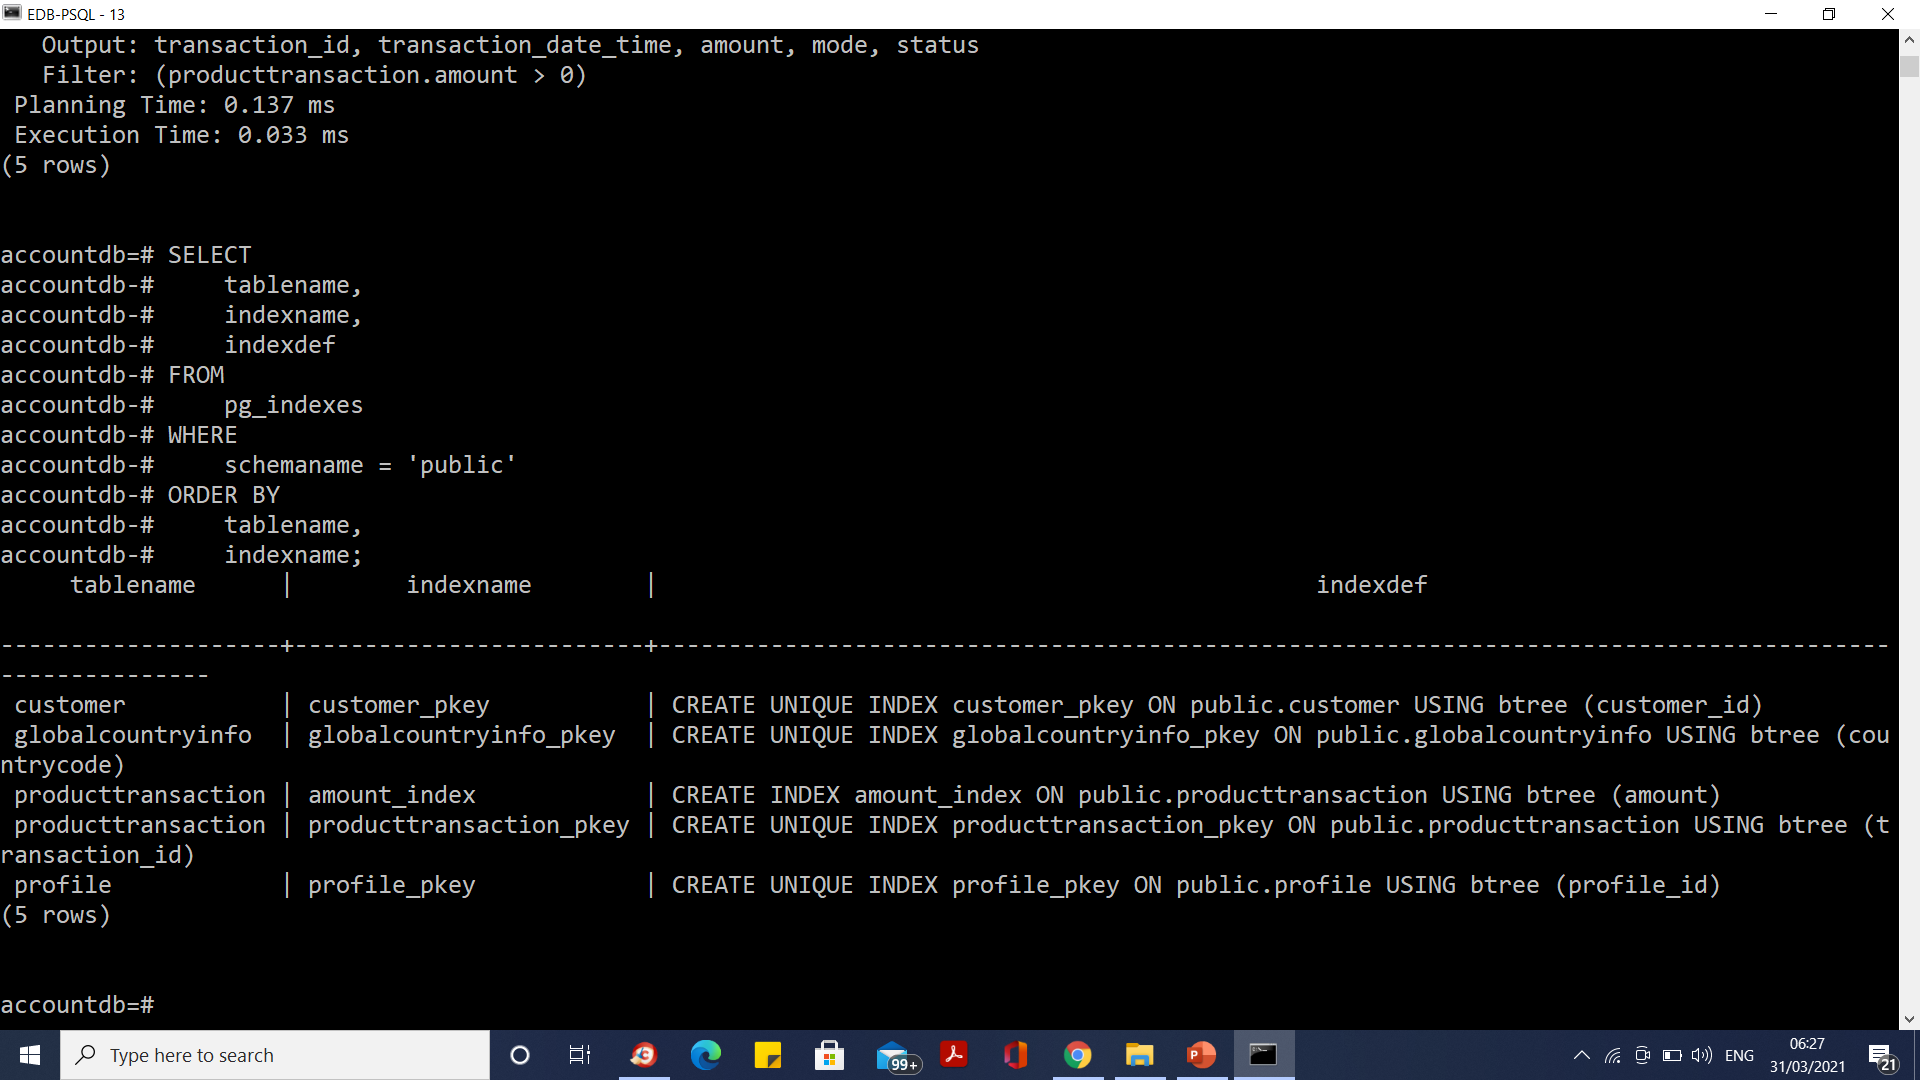 EDB-PSQL - 13
Output: transaction_id, transaction_date_time, amount, mode, status
Filter: (producttransaction.amount > 0)
Planning Time: 0.137 ms
Execution Time: 0.033 ms
(5 rows)
accountdb=# SELECT
accountdb-#     tablename,
accountdb-#     indexname,
accountdb-#     indexdef
accountdb-# FROM
accountdb-#     pg_indexes
accountdb-# WHERE
accountdb-#     schemaname = 'public'
accountdb-# ORDER BY
accountdb-#     tablename,
accountdb-#     indexname;
     tablename      |        indexname        |                                               indexdef
--------------------+-------------------------+----------------------------------------------------------------------------------------
---------------
 customer           | customer_pkey           | CREATE UNIQUE INDEX customer_pkey ON public.customer USING btree (customer_id)
 globalcountryinfo  | globalcountryinfo_pkey  | CREATE UNIQUE INDEX globalcountryinfo_pkey ON public.globalcountryinfo USING btree (cou
ntrycode)
 producttransaction | amount_index            | CREATE INDEX amount_index ON public.producttransaction USING btree (amount)
 producttransaction | producttransaction_pkey | CREATE UNIQUE INDEX producttransaction_pkey ON public.producttransaction USING btree (t
ransaction_id)
 profile            | profile_pkey            | CREATE UNIQUE INDEX profile_pkey ON public.profile USING btree (profile_id)
(5 rows)
accountdb=#
Type here to search
99+
ENG
06:27
31/03/2021
21